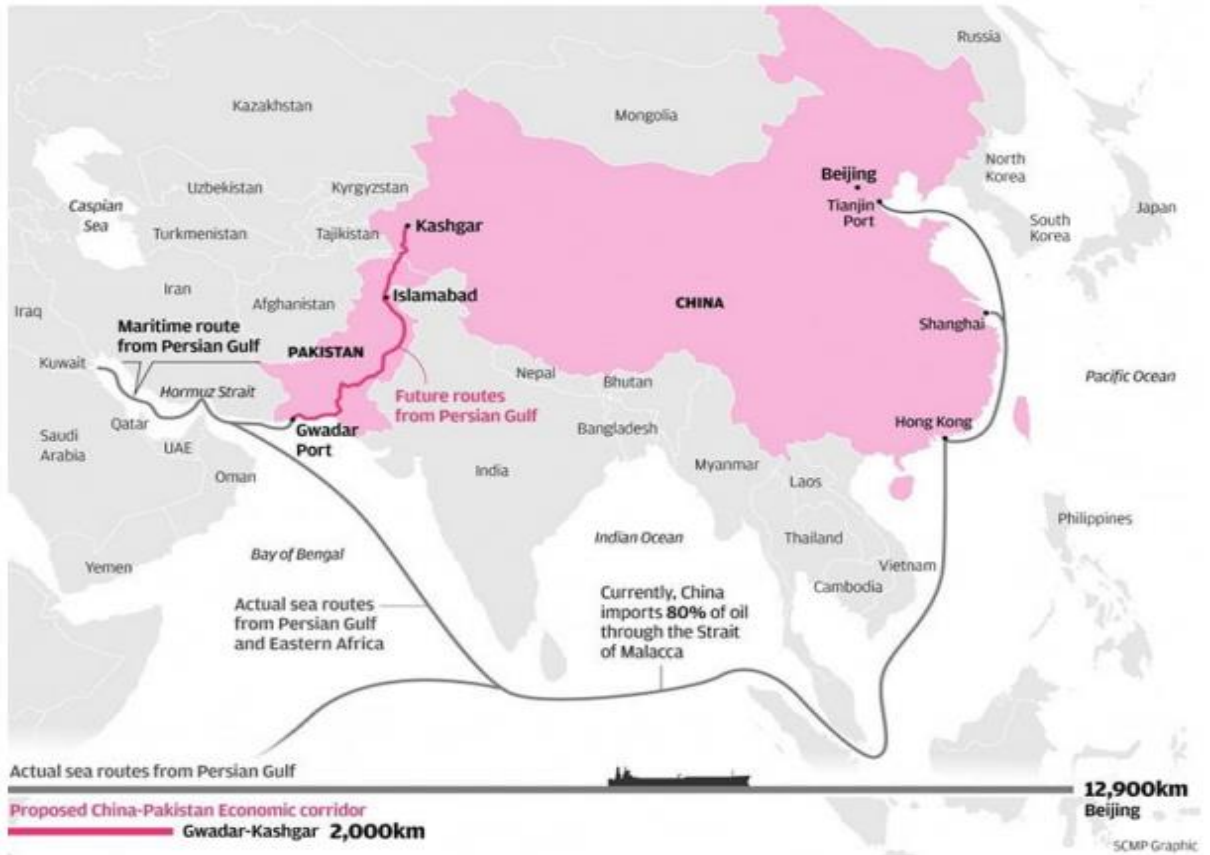 Russia
Kazakhstan
Mongolia
North
Korea
Beijing
Uzbekistan
Kyrgyzstan
Caspian
Sea
Tianjin
Port
Japan
South
Korea
Turkmenistan
Tajikistan
Kashgar
Iran
Afghanistan
Islamabad
CHINA
Iraq
Shanghai
Maritime route
from Persian Gulf
PAKISTAN
Kuwait
Nepal
Bhutan
Pacific Ocean
Hormuz Strait
Future routes
from Persian Gulf
Qatar
Gwadar
Port
Bangladesh
Hong Kong
Saudi
Arabia
UAE
India
Myanmar
Oman
Laos
Philippines
Bay of Bengal
Indian Ocean
Thailand
Yemen
Vietnam
Cambodia
Actual sea routes
from Persian Gulf
and Eastern Africa
Currently, China
imports 80% of oil
through the Strait
of Malacca
Actual sea routes from Persian Gulf
12,900km
Beijing
Proposed China-Pakistan Economic corridor
Gwadar-Kashgar 2,000km
SCMP Graphic